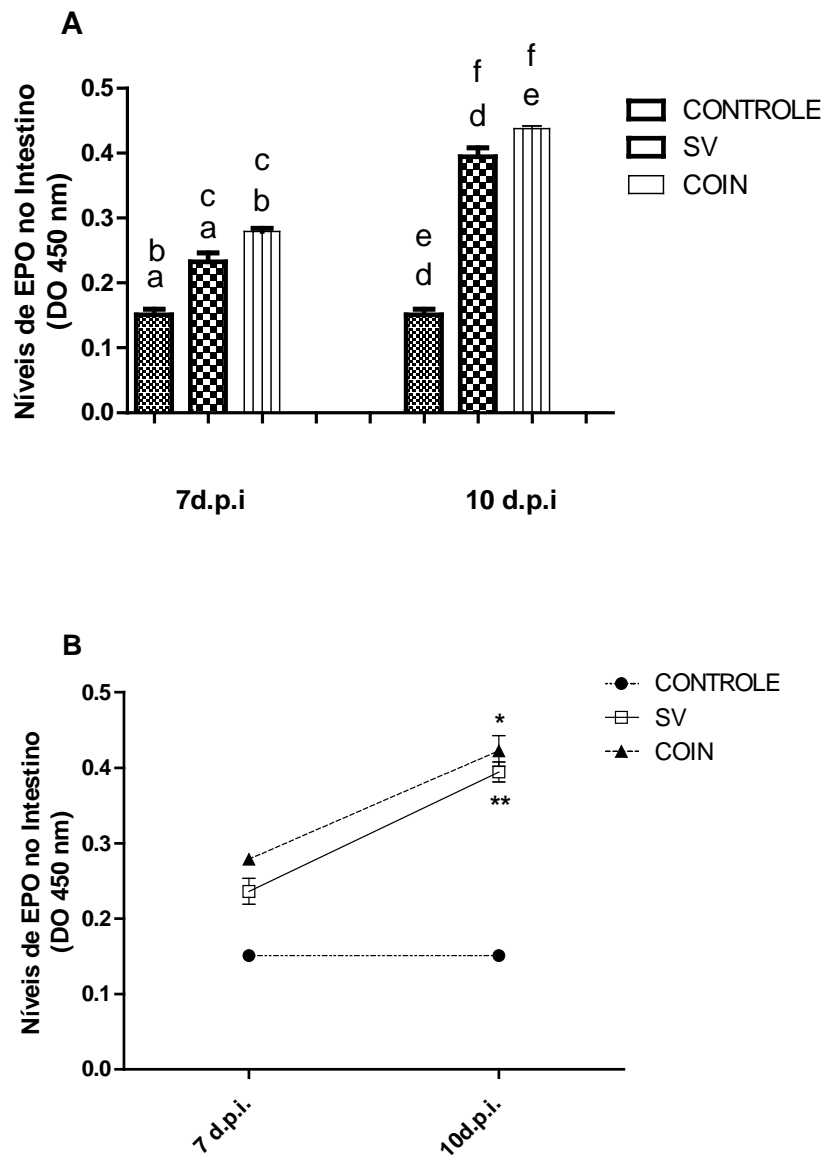 A
Níveis de EPO no Intestino
(DO 450 nm)
0.5
0.4
0.3
0.2
0.1
0.0
b
a
c
a
c
b
e
d
f
d
f
e
7d.p.i
10 d.p.i
CONTROLE
SV
COIN
B
Níveis de EPO no Intestino
(DO 450 nm)
0.5
0.4
0.3
0.2
0.1
0.0
*
**
7 d.p.i.
10d.p.i.
CONTROLE
SV
COIN